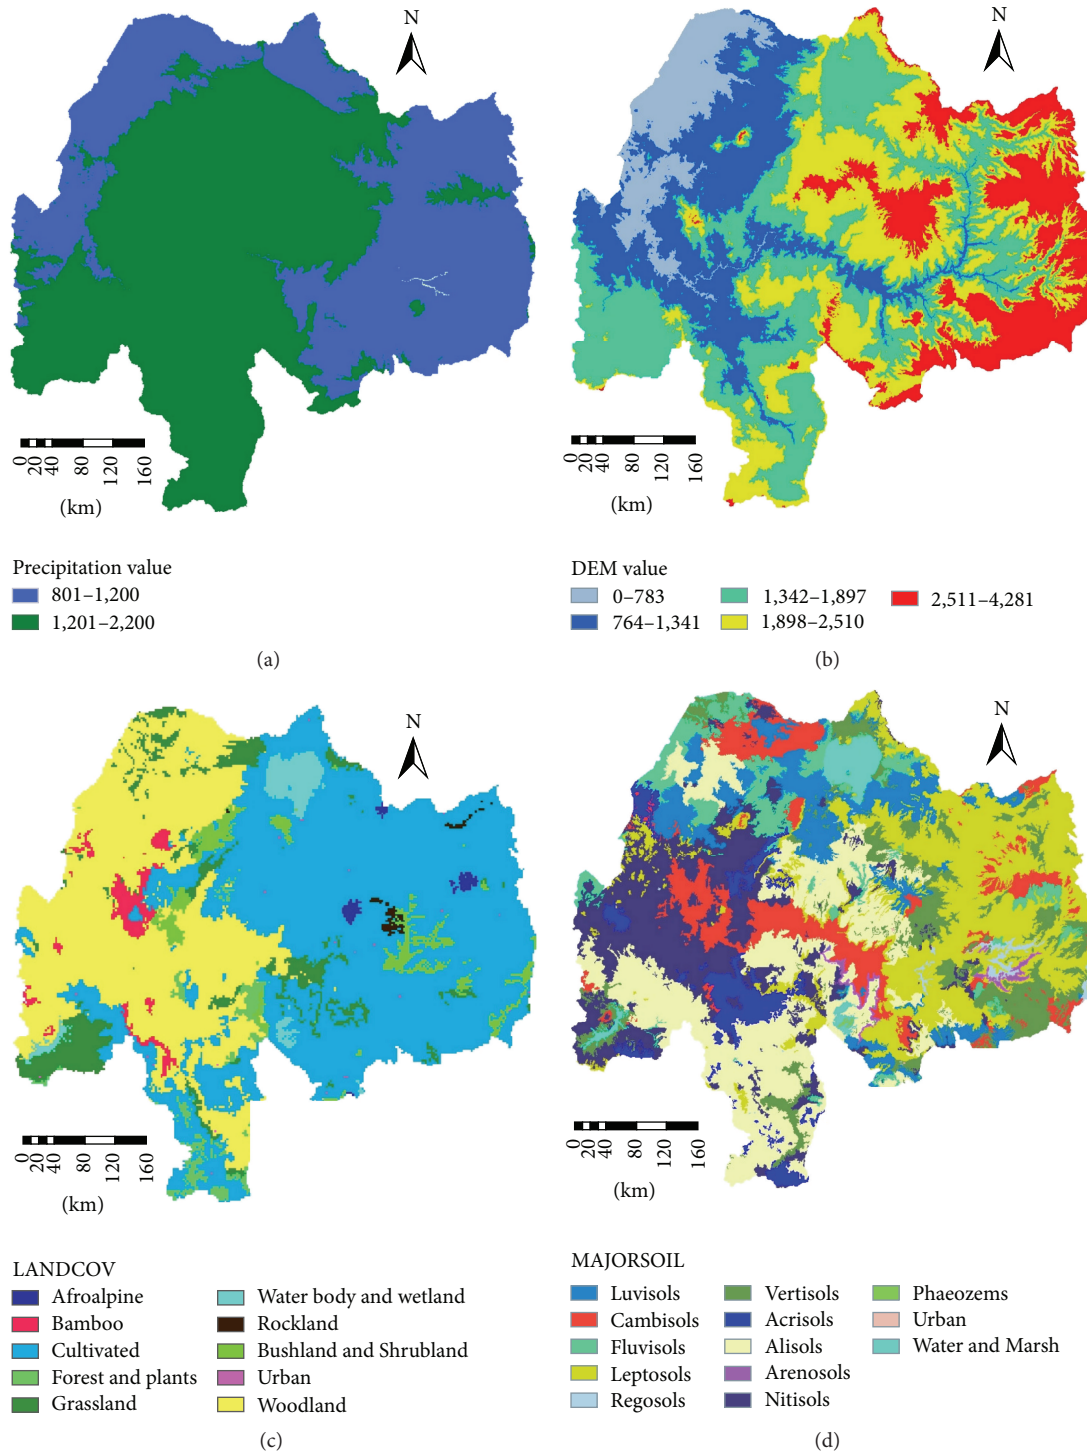 N
N
0
20
40
80
120
160
(km)
0
20
40
80
120
160
(km)
Precipitation value
801–1,200
1,201–2,200
(a)
DEM value
0–783
764–1,341
1,342–1,897
1,898–2,510
2,511–4,281
(b)
N
N
0
20
40
80
120
160
(km)
0
20
40
80
120
160
(km)
LANDCOV
Afroalpine
Bamboo
Cultivated
Forest and plants
Grassland
Water body and wetland
Rockland
Bushland and Shrubland
Urban
Woodland
(c)
MAJORSOIL
Luvisols
Cambisols
Fluvisols
Leptosols
Regosols
Vertisols
Acrisols
Alisols
Arenosols
Nitisols
Phaeozems
Urban
Water and Marsh
(d)